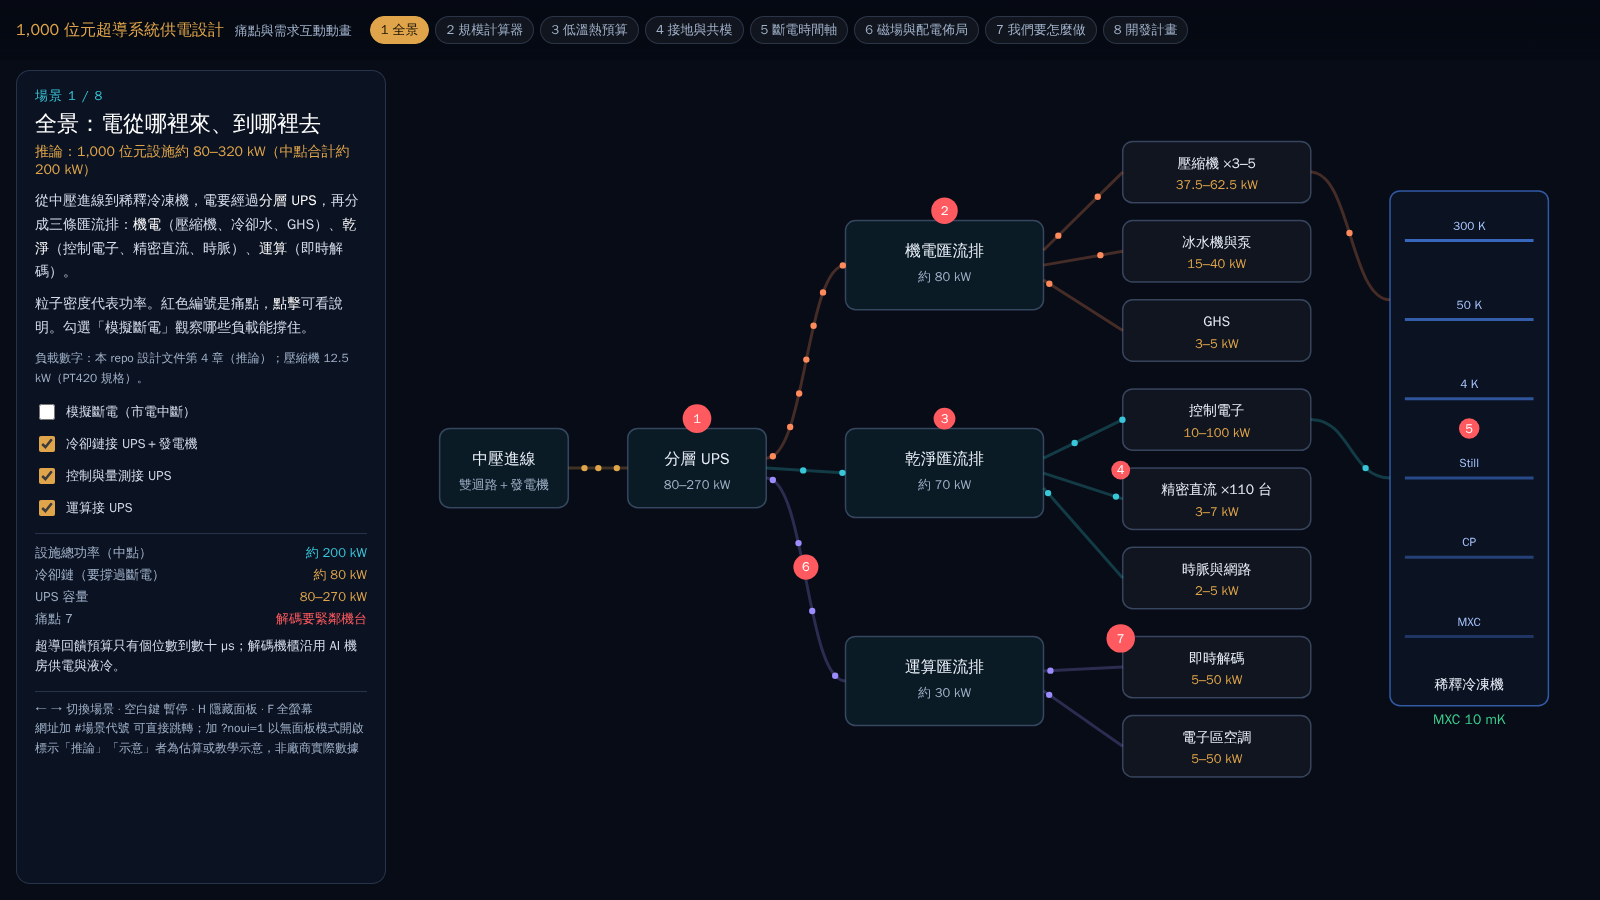 1,000 位元超導系統供電設計
痛點與需求互動動畫
1 全景
2 規模計算器
3 低溫熱預算
4 接地與共模
5 斷電時間軸
6 磁場與配電佈局
7 我們要怎麼做
8 開發計畫
場景 1 / 8
全景：電從哪裡來、到哪裡去
推論：1,000 位元設施約 80–320 kW（中點合計約
200 kW）
從中壓進線到稀釋冷凍機，電要經過分層 UPS，再分
成三條匯流排：機電（壓縮機、冷卻水、GHS）、乾
淨（控制電子、精密直流、時脈）、運算（即時解
碼）。
粒子密度代表功率。紅色編號是痛點，點擊可看說
明。勾選「模擬斷電」觀察哪些負載能撐住。
負載數字：本 repo 設計文件第 4 章（推論）；壓縮機 12.5
kW（PT420 規格）。
模擬斷電（市電中斷）
冷卻鏈接 UPS＋發電機
控制與量測接 UPS
運算接 UPS
設施總功率（中點） 約 200 kW
冷卻鏈（要撐過斷電） 約 80 kW
UPS 容量 80–270 kW
痛點 7 解碼要緊鄰機台
超導回饋預算只有個位數到數十 µs；解碼機櫃沿用 AI 機
房供電與液冷。
← → 切換場景 · 空白鍵 暫停 · H 隱藏面板 · F 全螢幕
網址加 #場景代號 可直接跳轉；加 ?noui=1 以無面板模式開啟
標示「推論」「示意」者為估算或教學示意，非廠商實際數據
中壓進線
雙迴路＋發電機
1
分層 UPS
80–270 kW
2
機電匯流排
約 80 kW
3
乾淨匯流排
約 70 kW
6
運算匯流排
約 30 kW
壓縮機 ×3–5
37.5–62.5 kW
冰水機與泵
15–40 kW
GHS
3–5 kW
控制電子
10–100 kW
4
精密直流 ×110 台
3–7 kW
時脈與網路
2–5 kW
7
即時解碼
5–50 kW
電子區空調
5–50 kW
300 K
50 K
4 K
5
Still
CP
MXC
稀釋冷凍機
MXC 10 mK